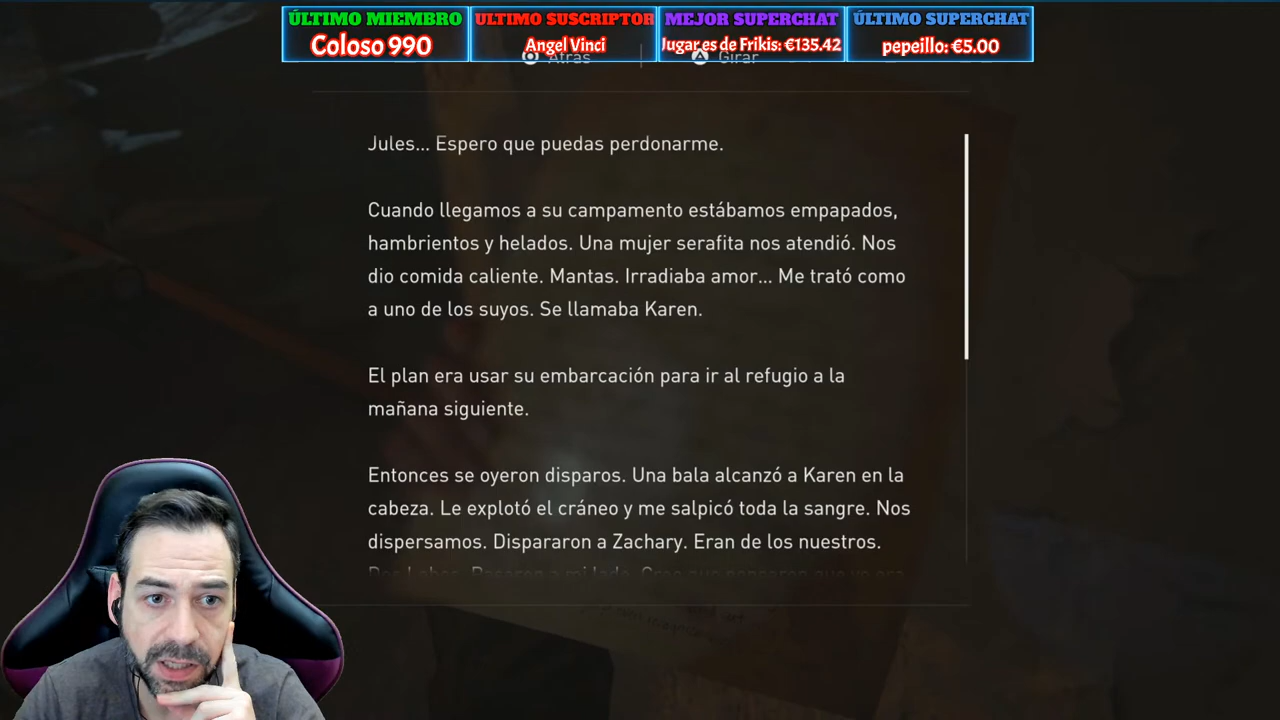 ÚLTIMO MIEMBRO
Coloso 990
ULTIMO SUSCRIPTOR
Angel Vinci
MEJOR SUPERCHAT
Jugar es de Frikis: €135.42
ÚLTIMO SUPERCHAT
pepeillo: €5.00
Atrás
Girar
Jules... Espero que puedas perdonarme.
Cuando llegamos a su campamento estábamos empapados,
hambrientos y helados. Una mujer serafita nos atendió. Nos
dio comida caliente. Mantas. Irradiaba amor... Me trató como
a uno de los suyos. Se llamaba Karen.
El plan era usar su embarcación para ir al refugio a la
mañana siguiente.
Entonces se oyeron disparos. Una bala alcanzó a Karen en la
cabeza. Le explotó el cráneo y me salpicó toda la sangre. Nos
dispersamos. Dispararon a Zachary. Eran de los nuestros.